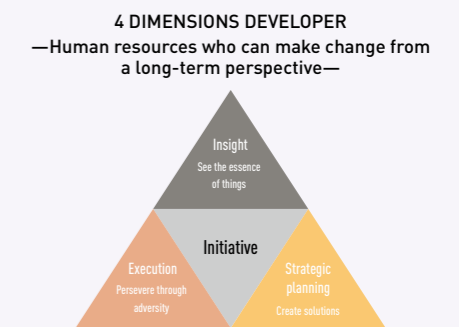 4 DIMENSIONS DEVELOPER
—Human resources who can make change from
a long-term perspective—
Insight
See the essence
of things
Initiative
Execution
Persevere through
adversity
Strategic
planning
Create solutions